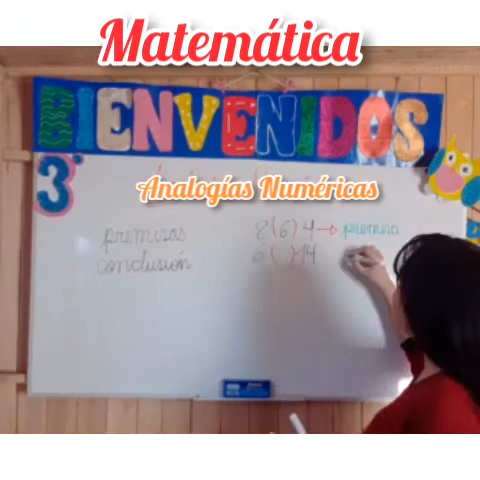 Matemática
BIENVENIDOS
3°
Analogías Numéricas
premisas 8 (6) 4 → premisa
conclusión 6 ( ) 14